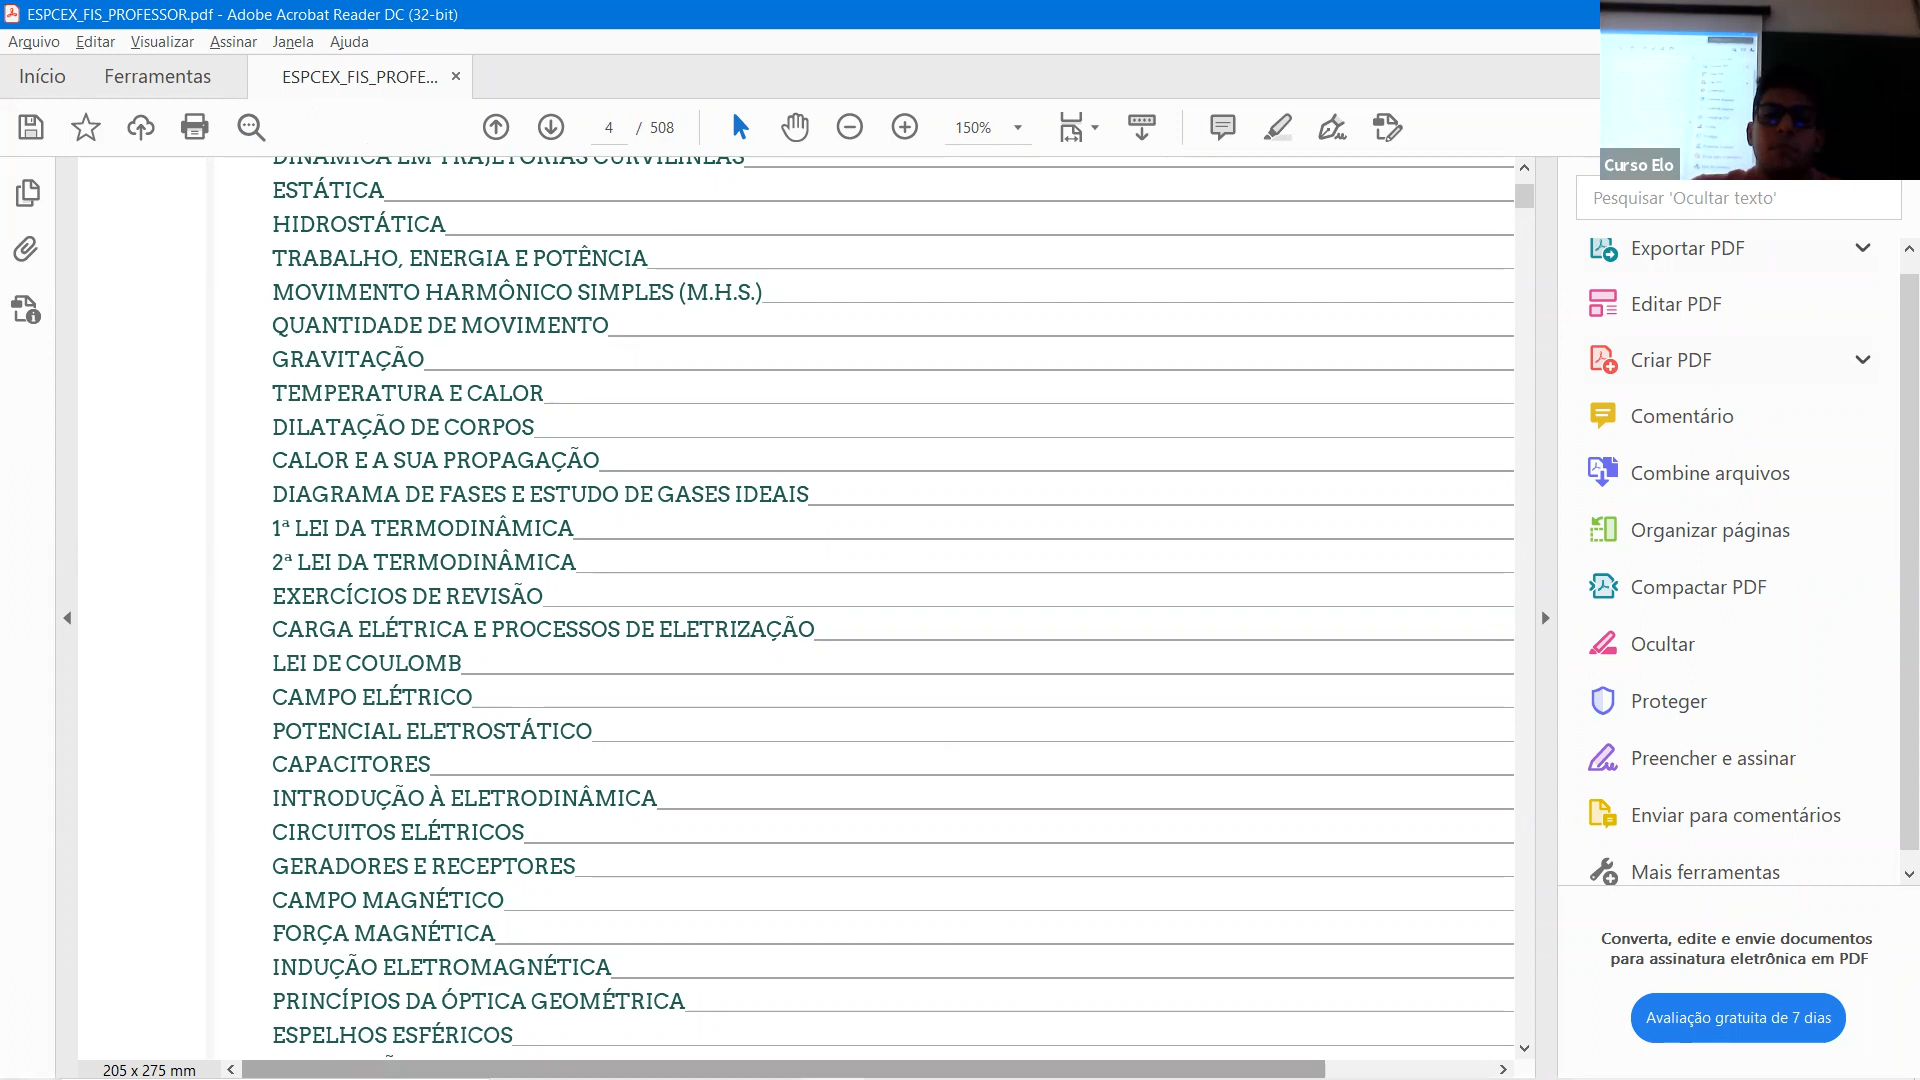 ESPCEX_FIS_PROFESSOR.pdf - Adobe Acrobat Reader DC (32-bit)
Arquivo Editar Visualizar Assinar Janela Ajuda
Início Ferramentas ESPCEX_FIS_PROFE... ×
4 / 508 150%
Curso Elo
DINÂMICA EM TRAJETÓRIAS CURVILÍNEAS
ESTÁTICA
HIDROSTÁTICA
TRABALHO, ENERGIA E POTÊNCIA
MOVIMENTO HARMÔNICO SIMPLES (M.H.S.)
QUANTIDADE DE MOVIMENTO
GRAVITAÇÃO
TEMPERATURA E CALOR
DILATAÇÃO DE CORPOS
CALOR E A SUA PROPAGAÇÃO
DIAGRAMA DE FASES E ESTUDO DE GASES IDEAIS
1ª LEI DA TERMODINÂMICA
2ª LEI DA TERMODINÂMICA
EXERCÍCIOS DE REVISÃO
CARGA ELÉTRICA E PROCESSOS DE ELETRIZAÇÃO
LEI DE COULOMB
CAMPO ELÉTRICO
POTENCIAL ELETROSTÁTICO
CAPACITORES
INTRODUÇÃO À ELETRODINÂMICA
CIRCUITOS ELÉTRICOS
GERADORES E RECEPTORES
CAMPO MAGNÉTICO
FORÇA MAGNÉTICA
INDUÇÃO ELETROMAGNÉTICA
PRINCÍPIOS DA ÓPTICA GEOMÉTRICA
ESPELHOS ESFÉRICOS
205 x 275 mm
Pesquisar 'Ocultar texto'
Exportar PDF
Editar PDF
Criar PDF
Comentário
Combine arquivos
Organizar páginas
Compactar PDF
Ocultar
Proteger
Preencher e assinar
Enviar para comentários
Mais ferramentas
Converta, edite e envie documentos
para assinatura eletrônica em PDF
Avaliação gratuita de 7 dias